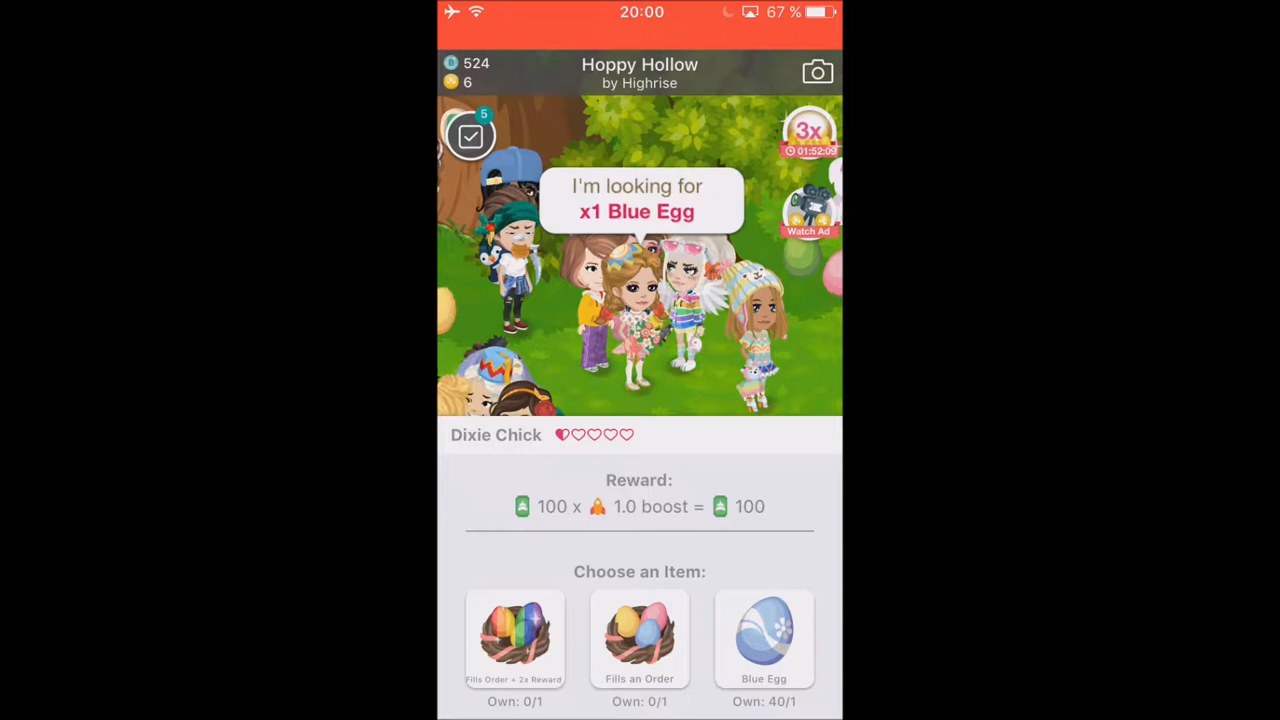 20:00
67 %
524
6
Hoppy Hollow
by Highrise
5
3x
01:52:09
I'm looking for
x1 Blue Egg
Watch Ad
Dixie Chick
Reward:
100 x 1.0 boost = 100
Choose an Item:
Fills Order + 2x Reward
Fills an Order
Blue Egg
Own: 0/1
Own: 0/1
Own: 40/1